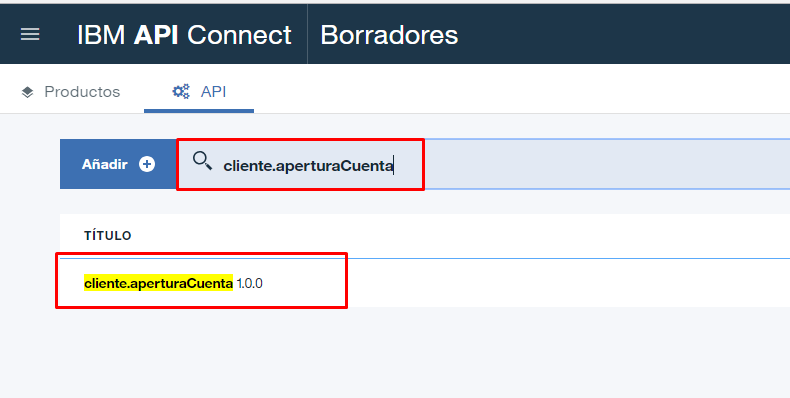 IBM API Connect Borradores
Productos API
Añadir cliente.aperturaCuenta
TÍTULO
cliente.aperturaCuenta 1.0.0